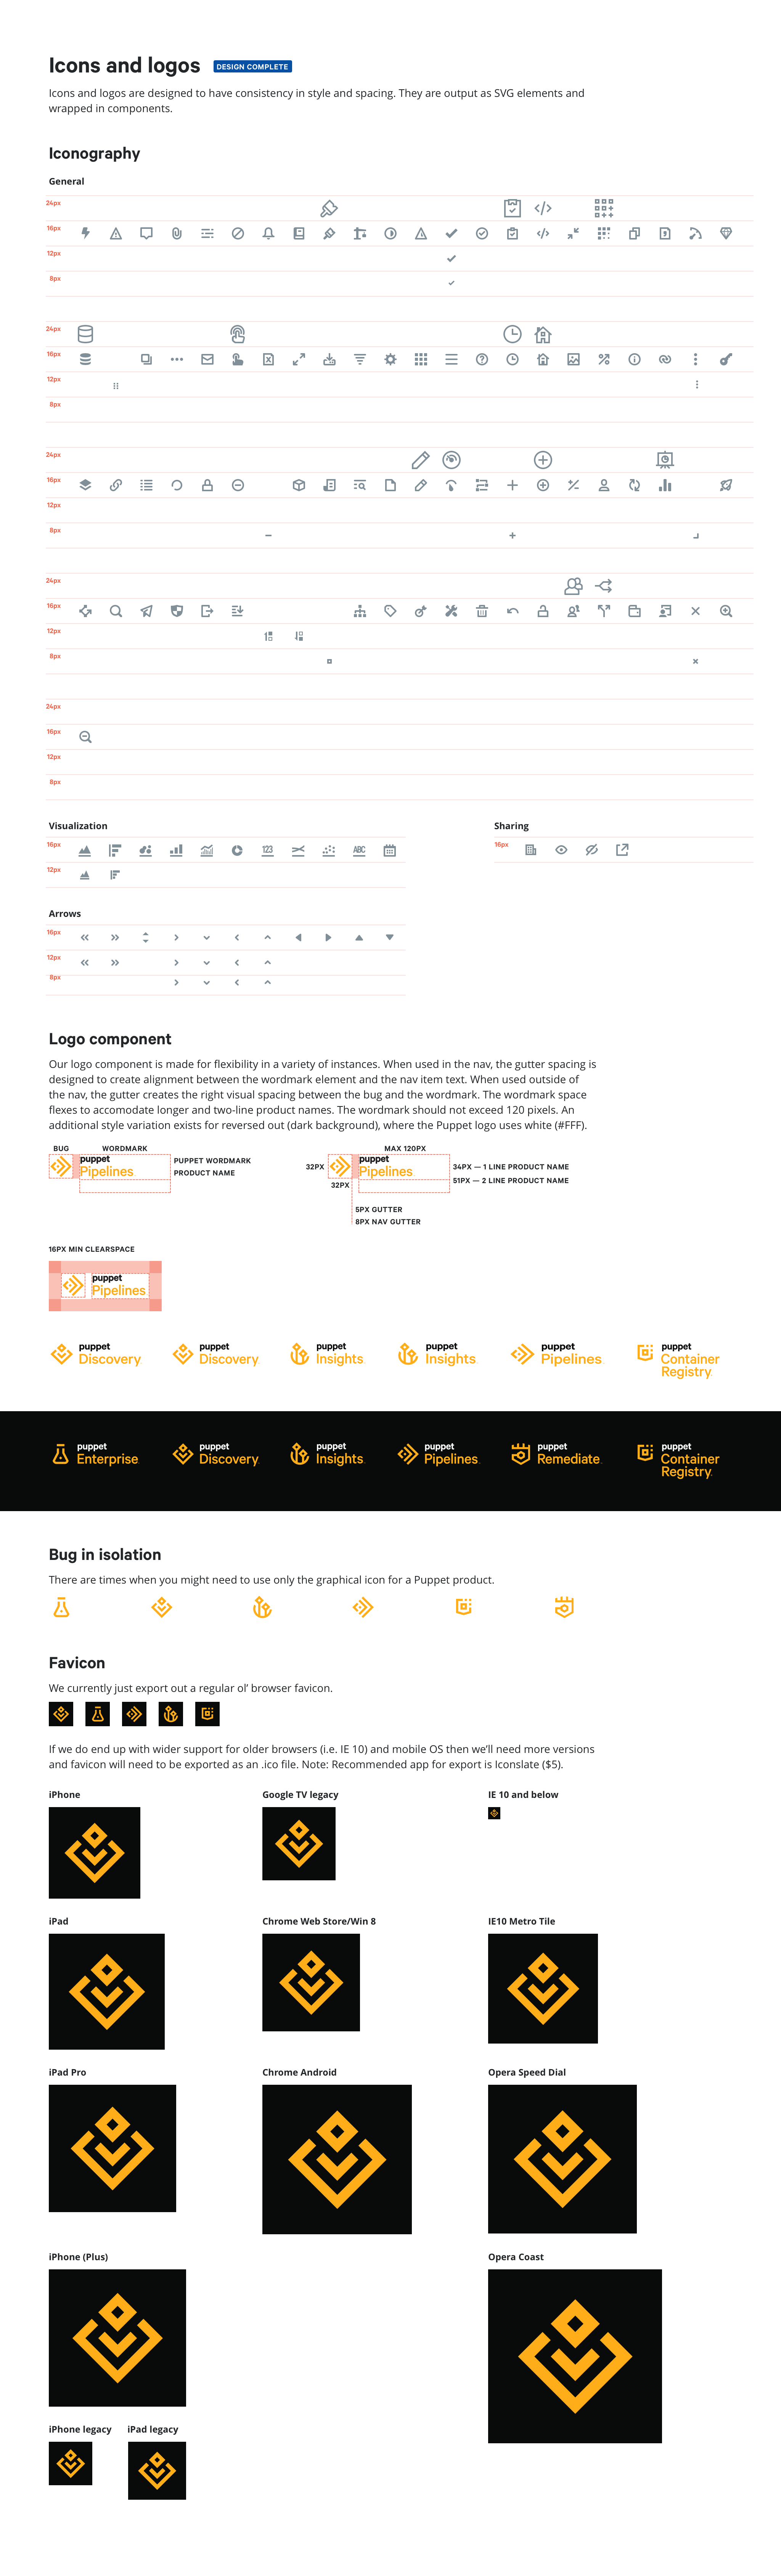 Icons and logos DESIGN COMPLETE
Icons and logos are designed to have consistency in style and spacing. They are output as SVG elements and
wrapped in components.
Iconography
General
24px
16px
12px
8px
24px
16px
12px
8px
24px
16px
12px
8px
24px
16px
12px
8px
24px
16px
12px
8px
Visualization
16px
123
ABC
12px
Sharing
16px
Arrows
16px
12px
8px
Logo component
Our logo component is made for flexibility in a variety of instances. When used in the nav, the gutter spacing is
designed to create alignment between the wordmark element and the nav item text. When used outside of
the nav, the gutter creates the right visual spacing between the bug and the wordmark. The wordmark space
flexes to accomodate longer and two-line product names. The wordmark should not exceed 120 pixels. An
additional style variation exists for reversed out (dark background), where the Puppet logo uses white (#FFF).
BUG WORDMARK
puppet
Pipelines
PUPPET WORDMARK
PRODUCT NAME
MAX 120PX
32PX
puppet
Pipelines
34PX — 1 LINE PRODUCT NAME
51PX — 2 LINE PRODUCT NAME
32PX
5PX GUTTER
8PX NAV GUTTER
16PX MIN CLEARSPACE
puppet
Pipelines
puppet
Discovery
puppet
Discovery
puppet
Insights
puppet
Insights
puppet
Pipelines
puppet
Container
Registry
puppet
Enterprise
puppet
Discovery
puppet
Insights
puppet
Pipelines
puppet
Remediate
puppet
Container
Registry
Bug in isolation
There are times when you might need to use only the graphical icon for a Puppet product.
Favicon
We currently just export out a regular ol’ browser favicon.
If we do end up with wider support for older browsers (i.e. IE 10) and mobile OS then we’ll need more versions
and favicon will need to be exported as an .ico file. Note: Recommended app for export is Iconslate ($5).
iPhone
Google TV legacy
IE 10 and below
iPad
Chrome Web Store/Win 8
IE10 Metro Tile
iPad Pro
Chrome Android
Opera Speed Dial
iPhone (Plus)
Opera Coast
iPhone legacy
iPad legacy